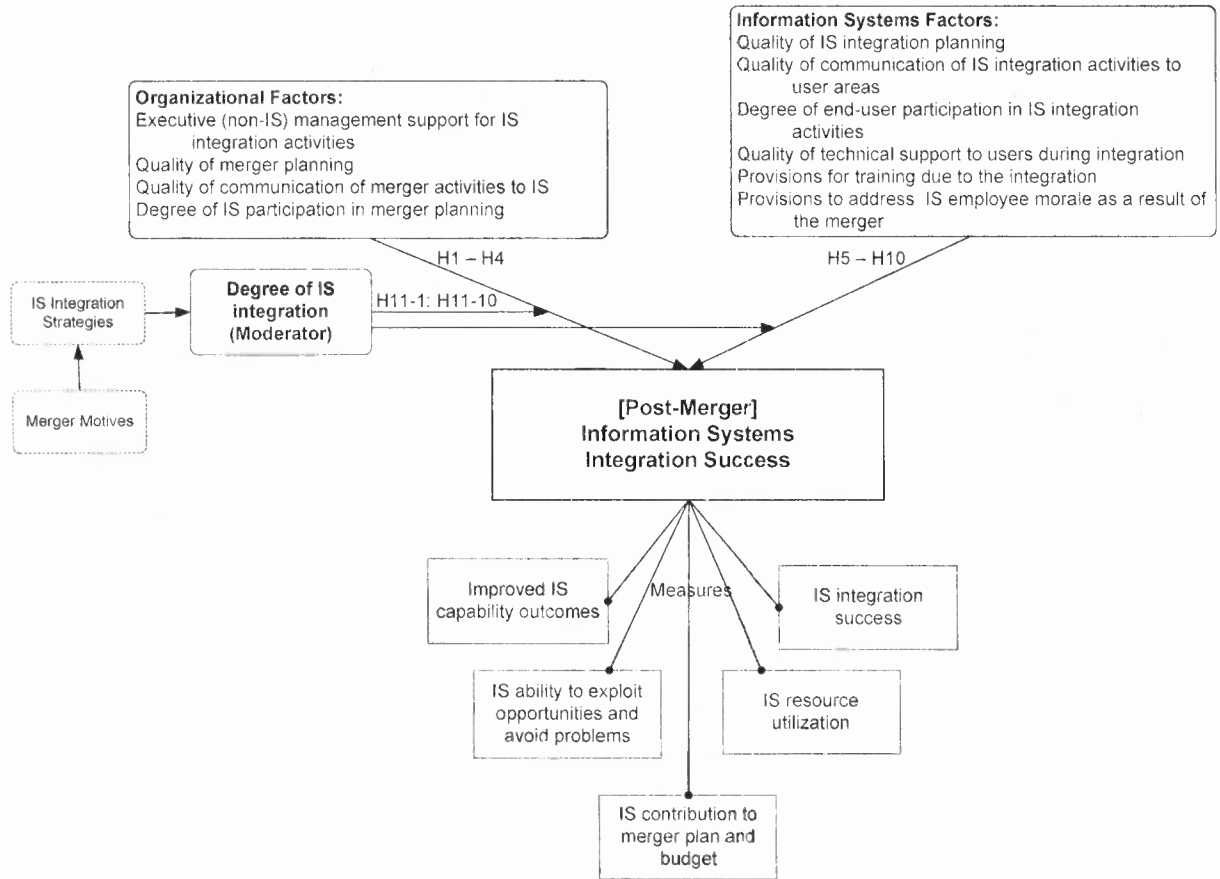 Organizational Factors:
Executive (non-IS) management support for IS
integration activities
Quality of merger planning
Quality of communication of merger activities to IS
Degree of IS participation in merger planning
Information Systems Factors:
Quality of IS integration planning
Quality of communication of IS integration activities to
user areas
Degree of end-user participation in IS integration
activities
Quality of technical support to users during integration
Provisions for training due to the integration
Provisions to address IS employee morale as a result of
the merger
H1 – H4
H5 – H10
IS Integration
Strategies
Degree of IS
integration
(Moderator)
H11-1: H11-10
Merger Motives
[Post-Merger]
Information Systems
Integration Success
Measures
Improved IS
capability outcomes
IS integration
success
IS ability to exploit
opportunities and
avoid problems
IS resource
utilization
IS contribution to
merger plan and
budget